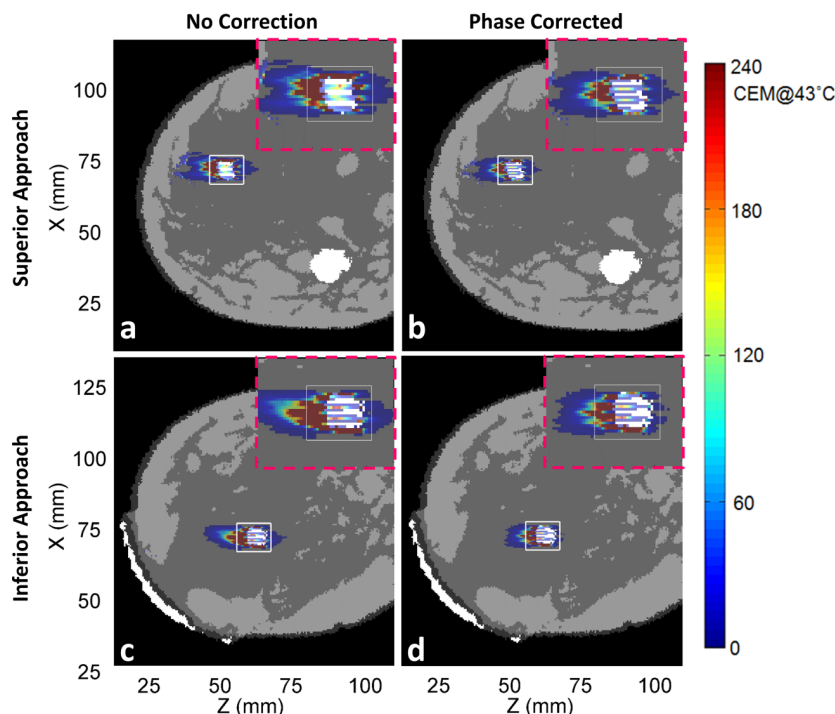 No Correction
Phase Corrected
Superior Approach
X (mm)
100
75
50
25
a
b
240
CEM@43˚C
180
120
60
0
Inferior Approach
X (mm)
125
100
75
50
25
c
d
25
50
75
100
25
50
75
100
Z (mm)
Z (mm)